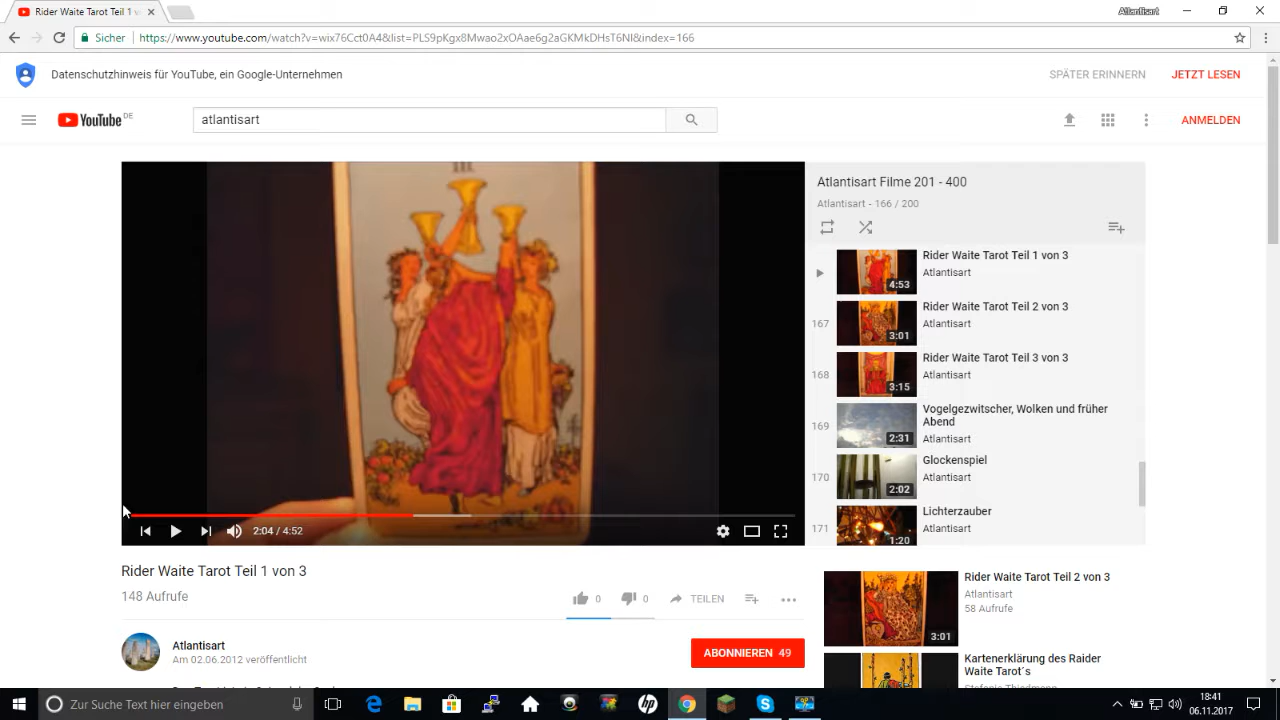 Rider Waite Tarot Teil 1 v
Atlantisart
Sicher
https://www.youtube.com/watch?v=wix76Cct0A4&list=PLS9pKgx8Mwao2xOAae6g2aGKMkDHsT6NI&index=166
Datenschutzhinweis für YouTube, ein Google-Unternehmen
SPÄTER ERINNERN
JETZT LESEN
YouTube DE
atlantisart
ANMELDEN
III
Atlantisart Filme 201 - 400
Atlantisart - 166 / 200
Rider Waite Tarot Teil 1 von 3
Atlantisart
4:53
167
Rider Waite Tarot Teil 2 von 3
Atlantisart
3:01
168
Rider Waite Tarot Teil 3 von 3
Atlantisart
3:15
169
Vogelgezwitscher, Wolken und früher
Abend
Atlantisart
2:31
170
Glockenspiel
Atlantisart
2:02
171
Lichterzauber
Atlantisart
1:20
2:04 / 4:52
Rider Waite Tarot Teil 1 von 3
148 Aufrufe
0
0
TEILEN
Atlantisart
Am 02.06.2012 veröffentlicht
ABONNIEREN 49
Rider Waite Tarot Teil 2 von 3
Atlantisart
58 Aufrufe
3:01
Kartenerklärung des Raider
Waite Tarot´s
Zur Suche Text hier eingeben
hp
18:41
06.11.2017